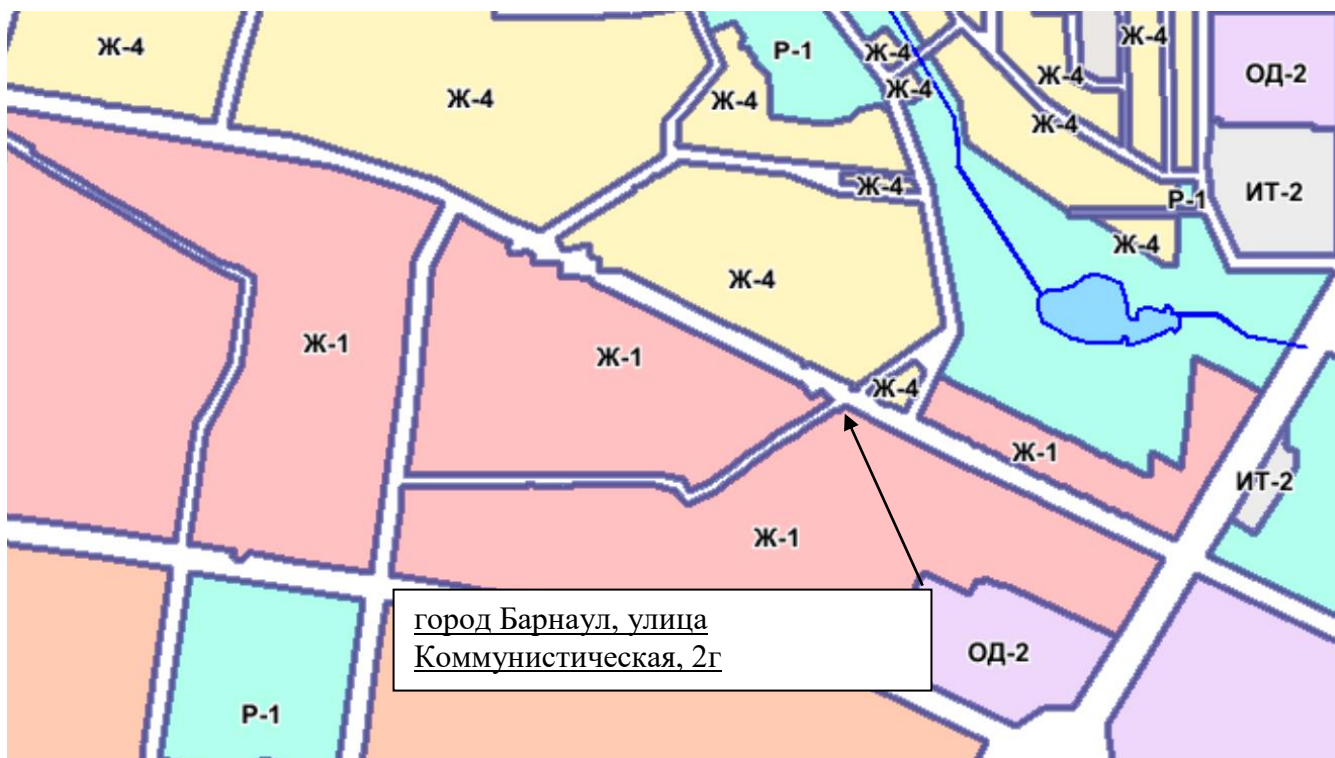 Ж-4
Р-1
Ж-4
Ж-4
ОД-2
Ж-4
Ж-4
Ж-4
Ж-4
Ж-4
Ж-4
Ж-4
Р-1
ИТ-2
Ж-4
Ж-4
Ж-1
Ж-1
Ж-4
Ж-1
ИТ-2
Ж-1
город Барнаул, улица
Коммунистическая, 2г
ОД-2
Р-1